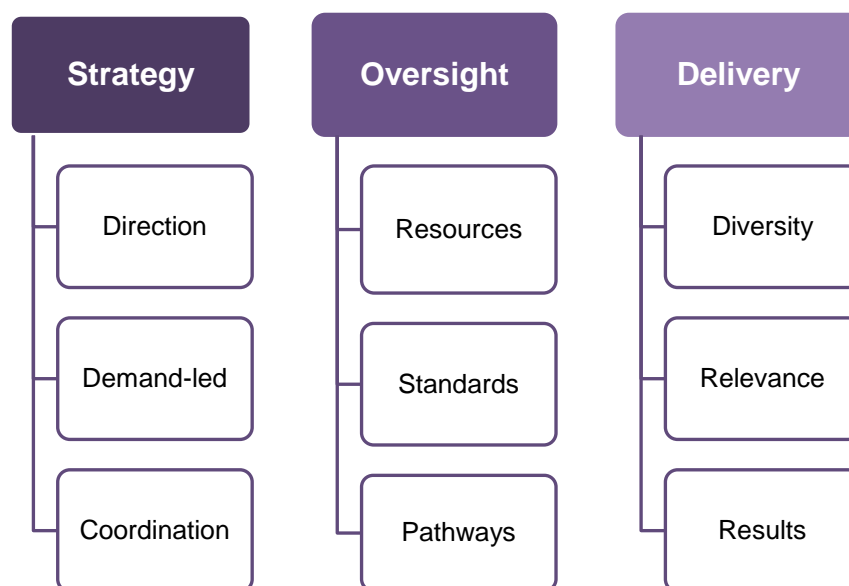 Strategy
Direction
Demand-led
Coordination
Oversight
Resources
Standards
Pathways
Delivery
Diversity
Relevance
Results